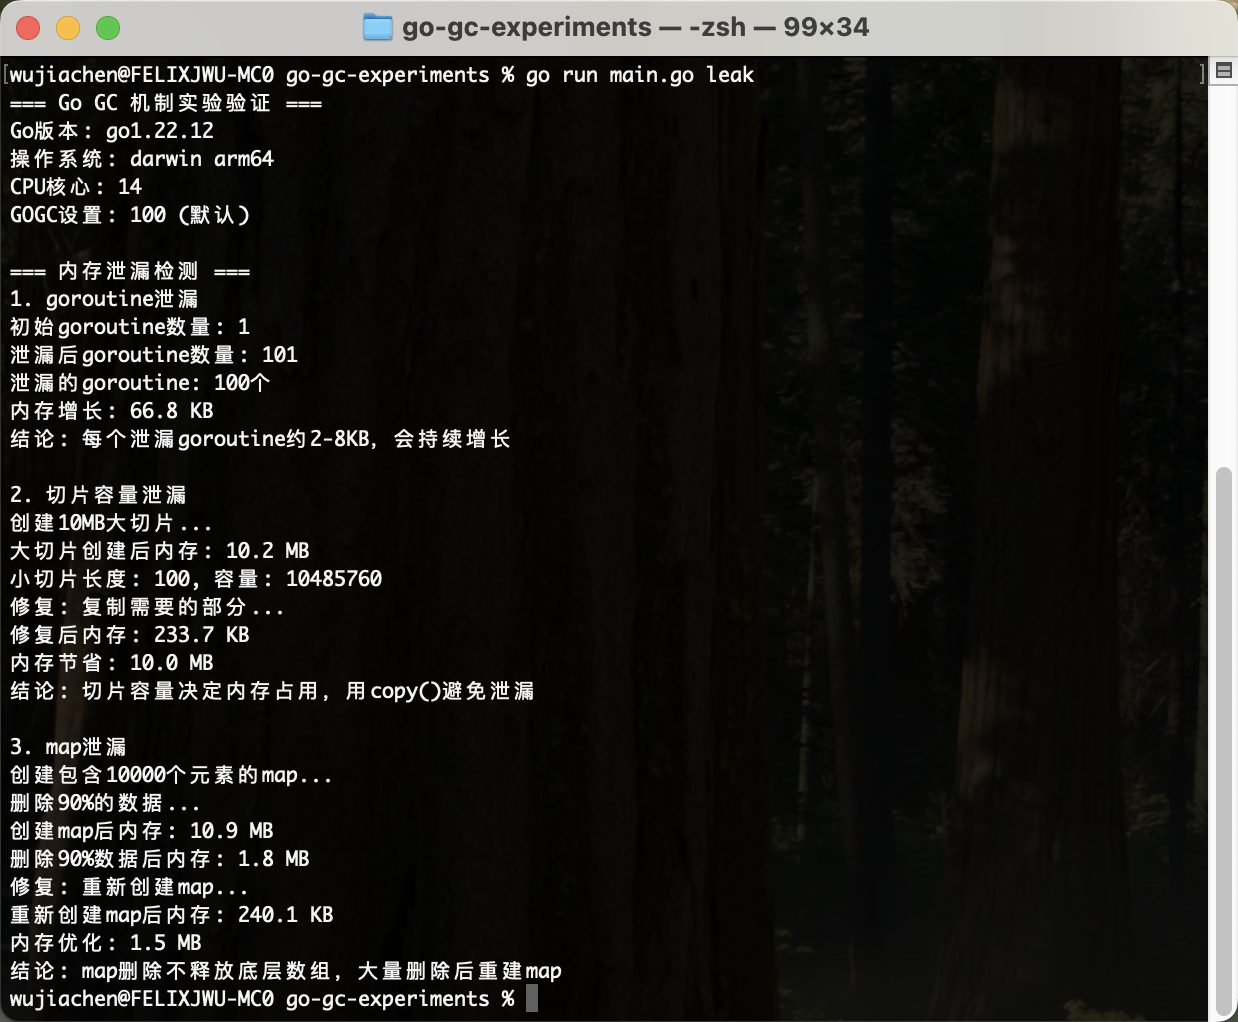 go-gc-experiments — -zsh — 99×34
wujiachen@FELIXJWU-MC0 go-gc-experiments % go run main.go leak
=== Go GC 机制实验验证 ===
Go版本: go1.22.12
操作系统: darwin arm64
CPU核心: 14
GOGC设置: 100 (默认)
=== 内存泄漏检测 ===
1. goroutine泄漏
初始goroutine数量: 1
泄漏后goroutine数量: 101
泄漏的goroutine: 100个
内存增长: 66.8 KB
结论: 每个泄漏goroutine约2-8KB, 会持续增长
2. 切片容量泄漏
创建10MB大切片...
大切片创建后内存: 10.2 MB
小切片长度: 100, 容量: 10485760
修复: 复制需要的部分...
修复后内存: 233.7 KB
内存节省: 10.0 MB
结论: 切片容量决定内存占用, 用copy()避免泄漏
3. map泄漏
创建包含10000个元素的map...
删除90%的数据...
创建map后内存: 10.9 MB
删除90%数据后内存: 1.8 MB
修复: 重新创建map...
重新创建map后内存: 240.1 KB
内存优化: 1.5 MB
结论: map删除不释放底层数组, 大量删除后重建map
wujiachen@FELIXJWU-MC0 go-gc-experiments %